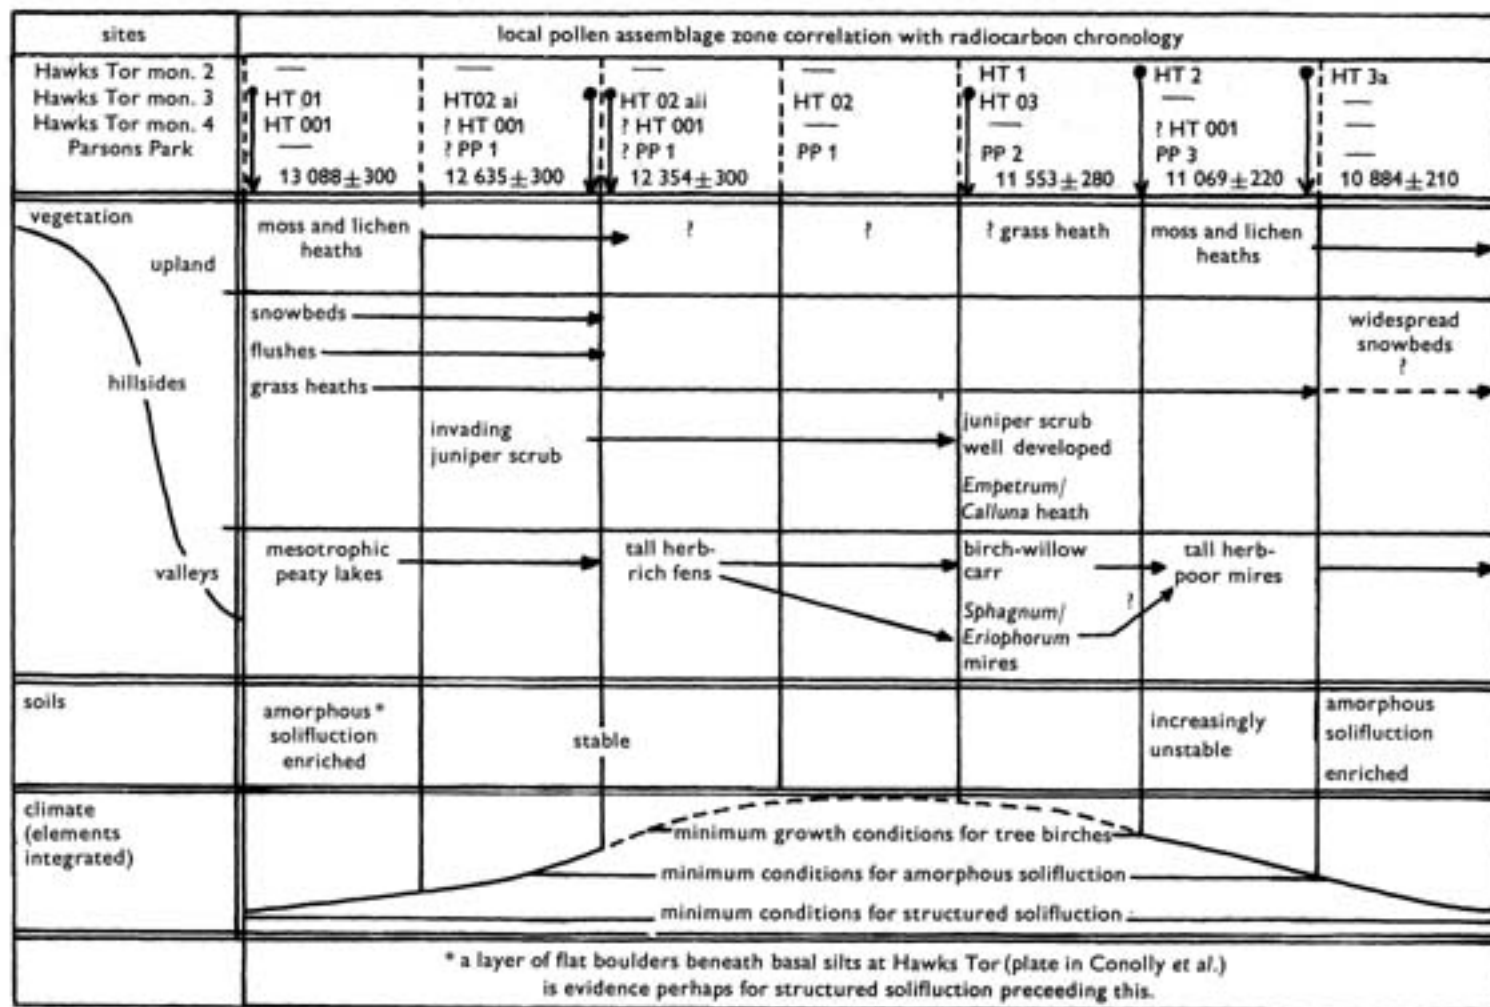 sites
local pollen assemblage zone correlation with radiocarbon chronology
Hawks Tor mon. 2 — — — — HT 1 HT 2 HT 3a
Hawks Tor mon. 3 HT 01 HT02 ai HT 02 aii HT 02 HT 03 — —
Hawks Tor mon. 4 HT 001 ? HT 001 ? HT 001 — — ? HT 001 —
Parsons Park — ? PP 1 ? PP 1 PP 1 PP 2 PP 3 —
13 088±300 12 635±300 12 354±300 11 553±280 11 069±220 10 884±210
vegetation
upland
moss and lichen
heaths
?
?
? grass heath
moss and lichen
heaths
hillsides
snowbeds
flushes
grass heaths
widespread
snowbeds
?
invading
juniper scrub
juniper scrub
well developed
Empetrum/
Calluna heath
valleys
mesotrophic
peaty lakes
tall herb-
rich fens
birch-willow
carr
Sphagnum/
Eriophorum
mires
?
tall herb-
poor mires
soils
amorphous *
solifluction
enriched
stable
increasingly
unstable
amorphous
solifluction
enriched
climate
(elements
integrated)
minimum growth conditions for tree birches
minimum conditions for amorphous solifluction
minimum conditions for structured solifluction
* a layer of flat boulders beneath basal silts at Hawks Tor (plate in Conolly et al.)
is evidence perhaps for structured solifluction preceeding this.